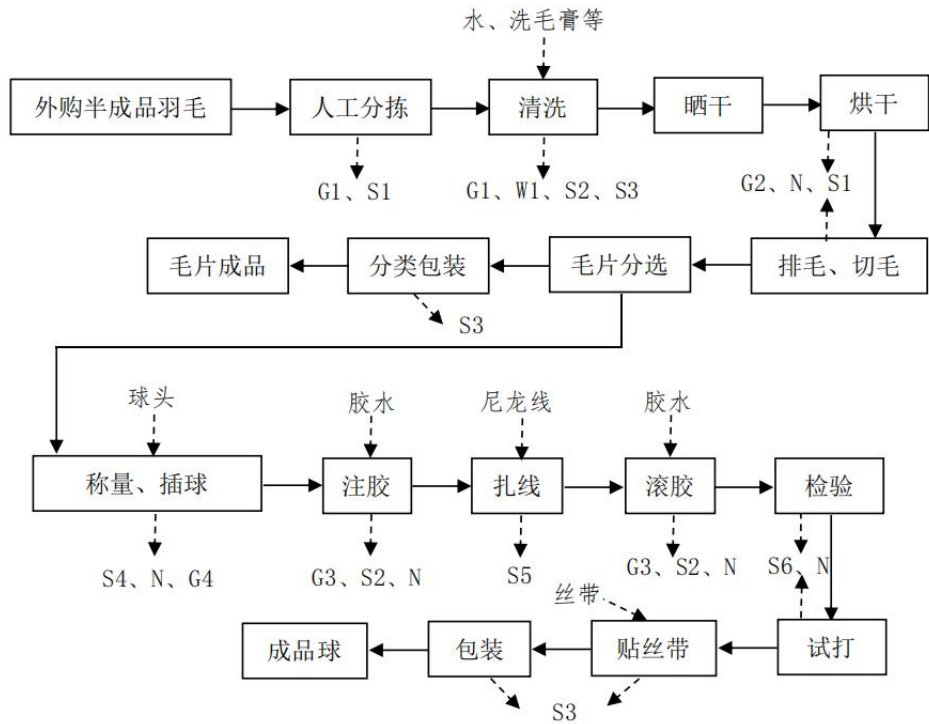 水、洗毛膏等
外购半成品羽毛
人工分拣
清洗
晒干
烘干
G1、S1
G1、W1、S2、S3
G2、N、S1
毛片成品
分类包装
毛片分选
排毛、切毛
S3
球头
胶水
尼龙线
胶水
称量、插球
注胶
扎线
滚胶
检验
S4、N、G4
G3、S2、N
S5
G3、S2、N
S6、N
丝带
成品球
包装
贴丝带
试打
S3